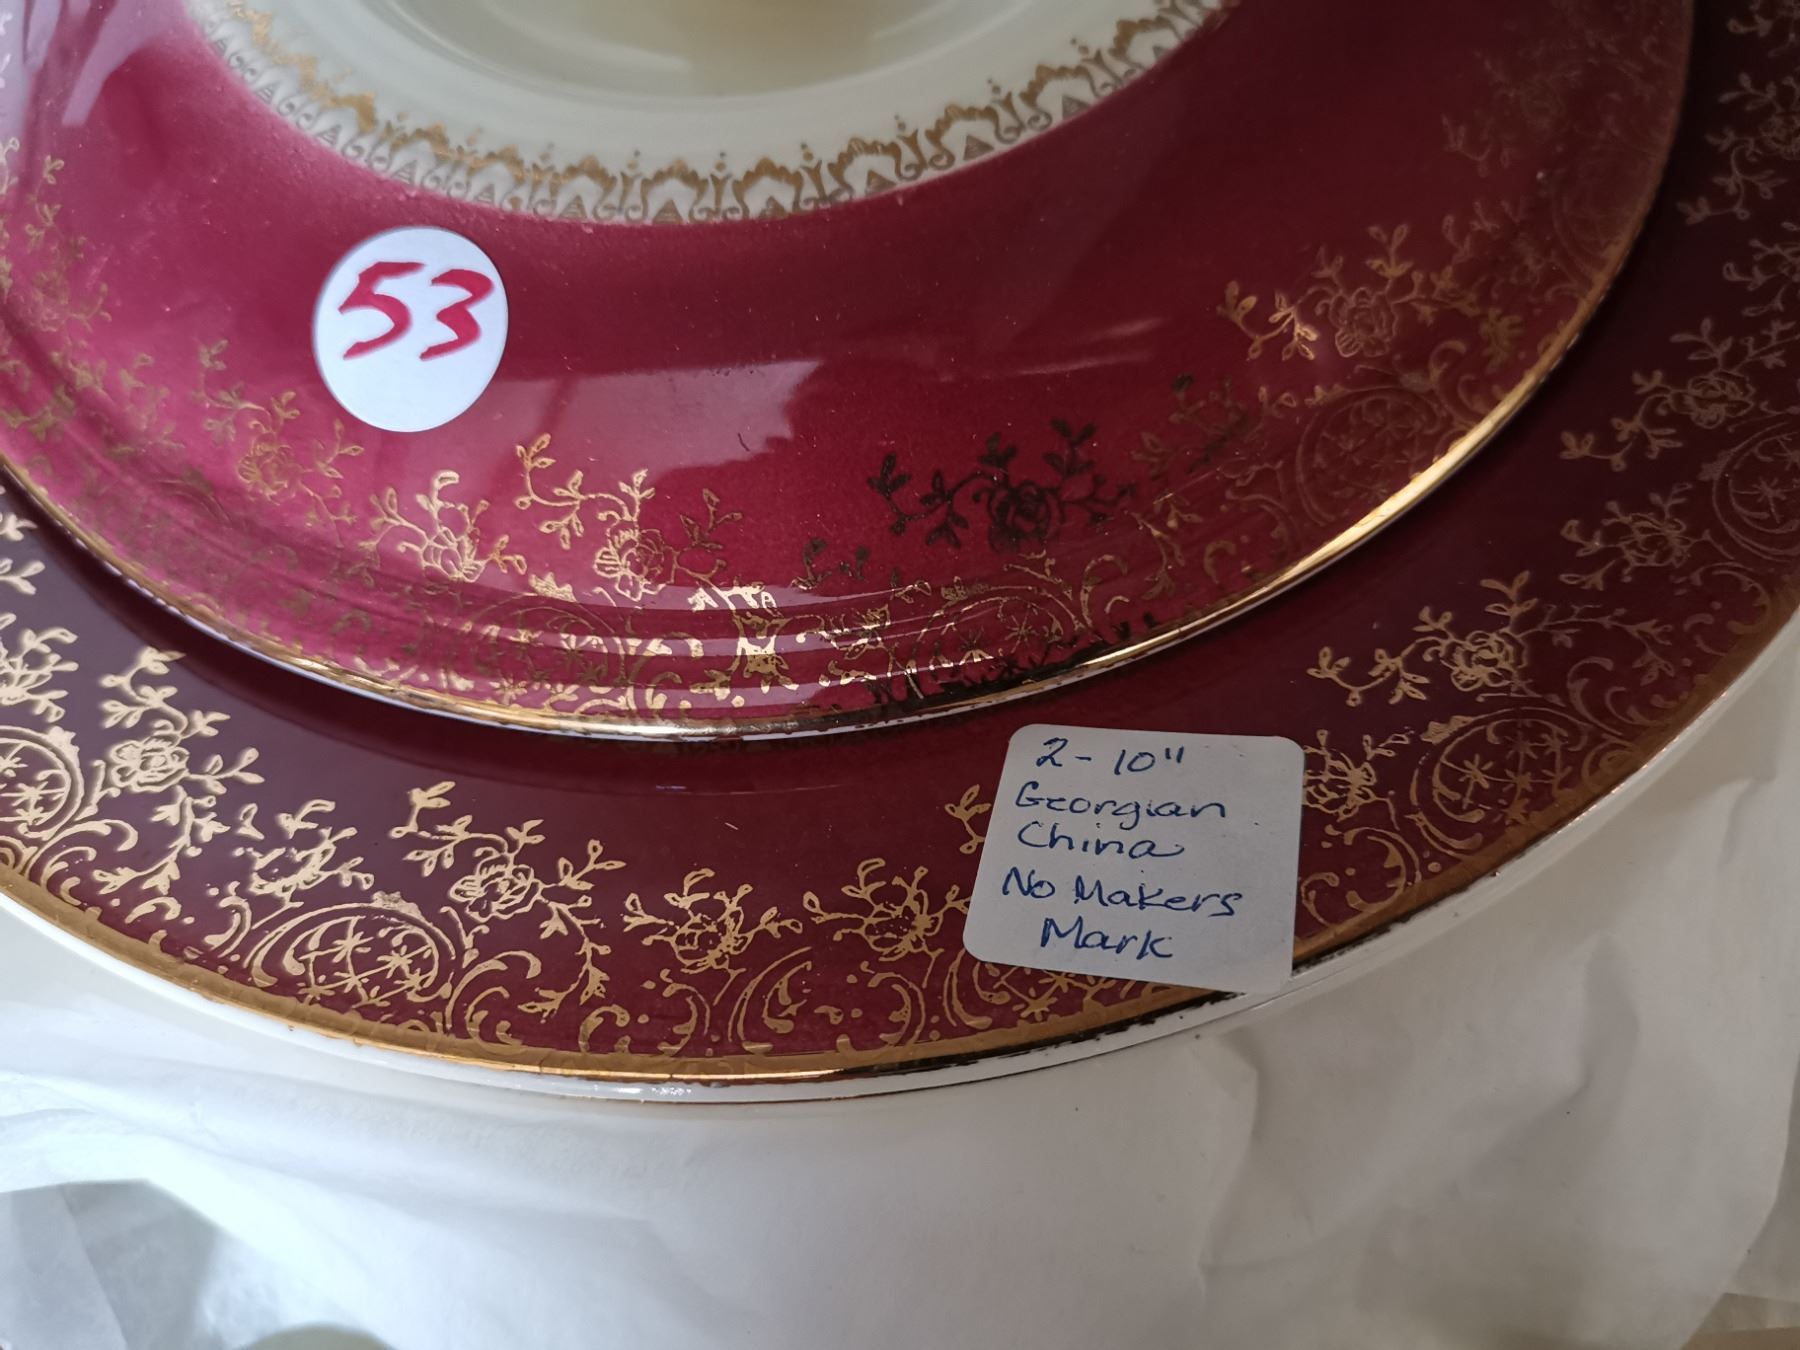 53
2-10"
Georgian
China
No Makers
Mark